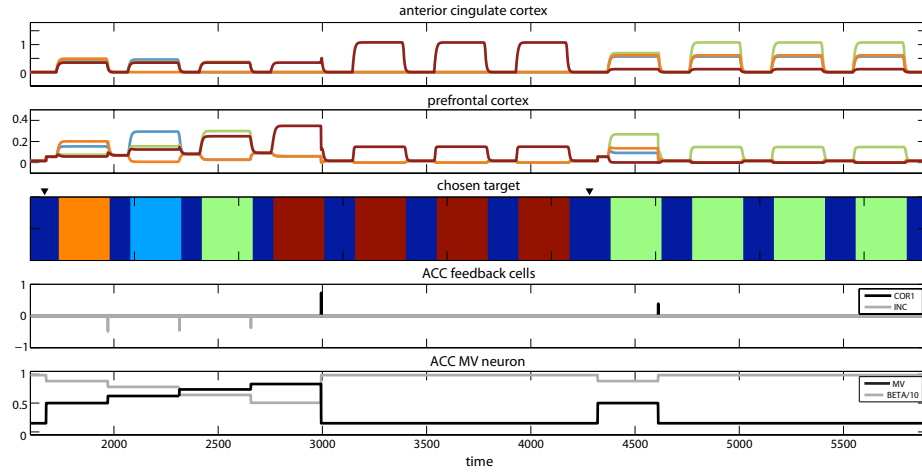 anterior cingulate cortex
1
0
prefrontal cortex
0.4
0.2
0
chosen target
ACC feedback cells
1
0
−1
COR1
INC
ACC MV neuron
1
0.5
0
MV
BETA/10
2000 2500 3000 3500 4000 4500 5000 5500
time